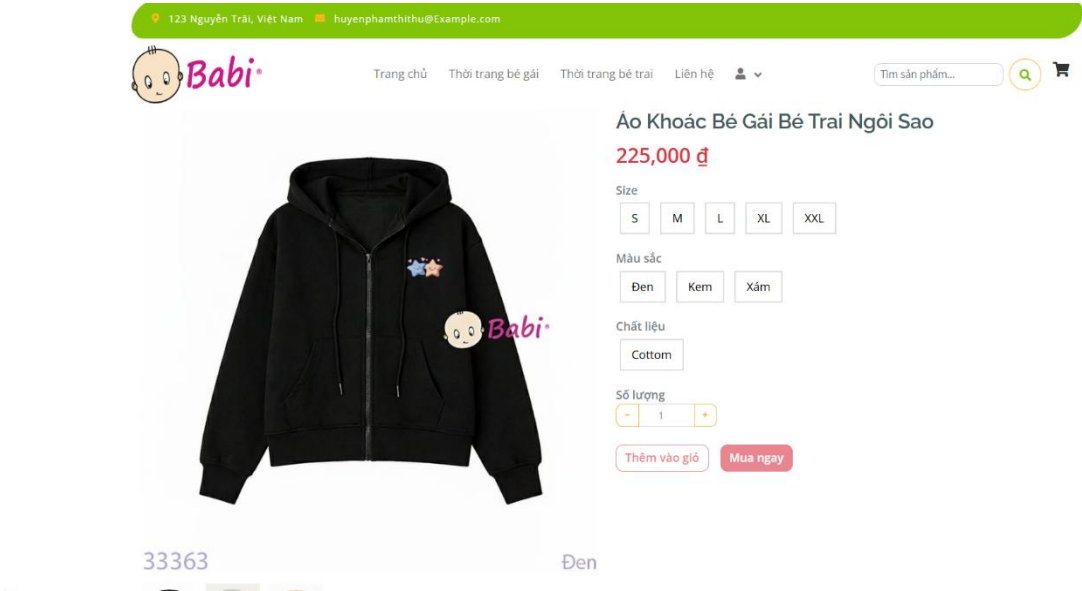 123 Nguyễn Trãi, Việt Nam huyenphamthithu@Example.com
Babi
Trang chủ Thời trang bé gái Thời trang bé trai Liên hệ
Tìm sản phẩm...
Áo Khoác Bé Gái Bé Trai Ngôi Sao
225,000 ₫
Size
S M L XL XXL
Màu sắc
Đen Kem Xám
Chất liệu
Cottom
Số lượng
- 1 +
Thêm vào giỏ Mua ngay
Babi
33363 Đen